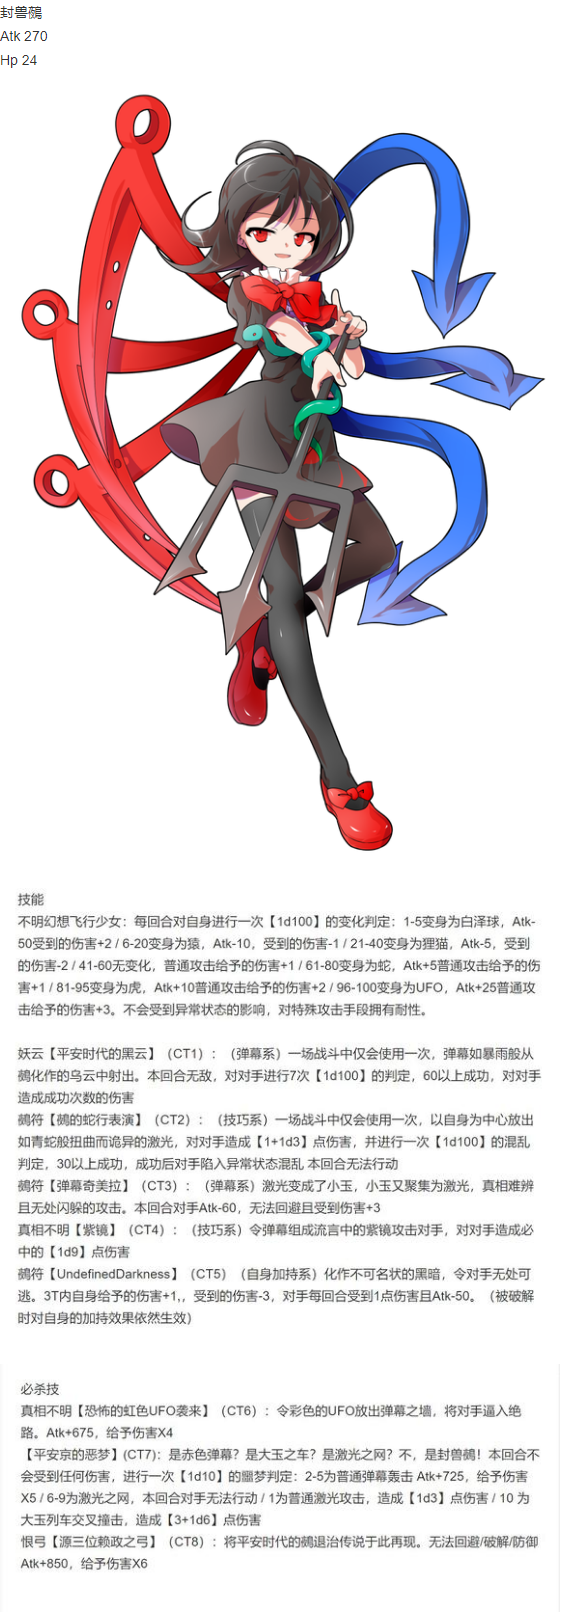 封兽鵺
Atk 270
Hp 24
技能
不明幻想飞行少女：每回合对自身进行一次【1d100】的变化判定：1-5变身为白泽球，Atk-
50受到的伤害+2 / 6-20变身为猿，Atk-10，受到的伤害-1 / 21-40变身为狸猫，Atk-5，受到
的伤害-2 / 41-60无变化，普通攻击给予的伤害+1 / 61-80变身为蛇，Atk+5普通攻击给予的伤
害+1 / 81-95变身为虎，Atk+10普通攻击给予的伤害+2 / 96-100变身为UFO，Atk+25普通攻
击给予的伤害+3。不会受到异常状态的影响，对特殊攻击手段拥有耐性。
妖云【平安时代的黑云】（CT1）：（弹幕系）一场战斗中仅会使用一次，弹幕如暴雨般从
鵺化作的乌云中射出。本回合无敌，对对手进行7次【1d100】的判定，60以上成功，对对手
造成成功次数的伤害
鵺符【鵺的蛇行表演】（CT2）：（技巧系）一场战斗中仅会使用一次，以自身为中心放出
如青蛇般扭曲而诡异的激光，对对手造成【1+1d3】点伤害，并进行一次【1d100】的混乱
判定，30以上成功，成功后对手陷入异常状态混乱 本回合无法行动
鵺符【弹幕奇美拉】（CT3）：（弹幕系）激光变成了小玉，小玉又聚集为激光，真相难辨
且无处闪躲的攻击。本回合对手Atk-60，无法回避且受到伤害+3
真相不明【紫镜】（CT4）：（技巧系）令弹幕组成流言中的紫镜攻击对手，对对手造成必
中的【1d9】点伤害
鵺符【UndefinedDarkness】（CT5）（自身加持系）化作不可名状的黑暗，令对手无处可
逃。3T内自身给予的伤害+1,，受到的伤害-3，对手每回合受到1点伤害且Atk-50。（被破解
时对自身的加持效果依然生效）
必杀技
真相不明【恐怖的虹色UFO袭来】（CT6）：令彩色的UFO放出弹幕之墙，将对手逼入绝
路。Atk+675，给予伤害X4
【平安京的恶梦】(CT7)：是赤色弹幕？是大玉之车？是激光之网？不，是封兽鵺！本回合不
会受到任何伤害，进行一次【1d10】的噩梦判定：2-5为普通弹幕轰击 Atk+725，给予伤害
X5 / 6-9为激光之网，本回合对手无法行动 / 1为普通激光攻击，造成【1d3】点伤害 / 10 为
大玉列车交叉撞击，造成【3+1d6】点伤害
恨弓【源三位赖政之弓】（CT8）：将平安时代的鵺退治传说于此再现。无法回避/破解/防御
Atk+850，给予伤害X6